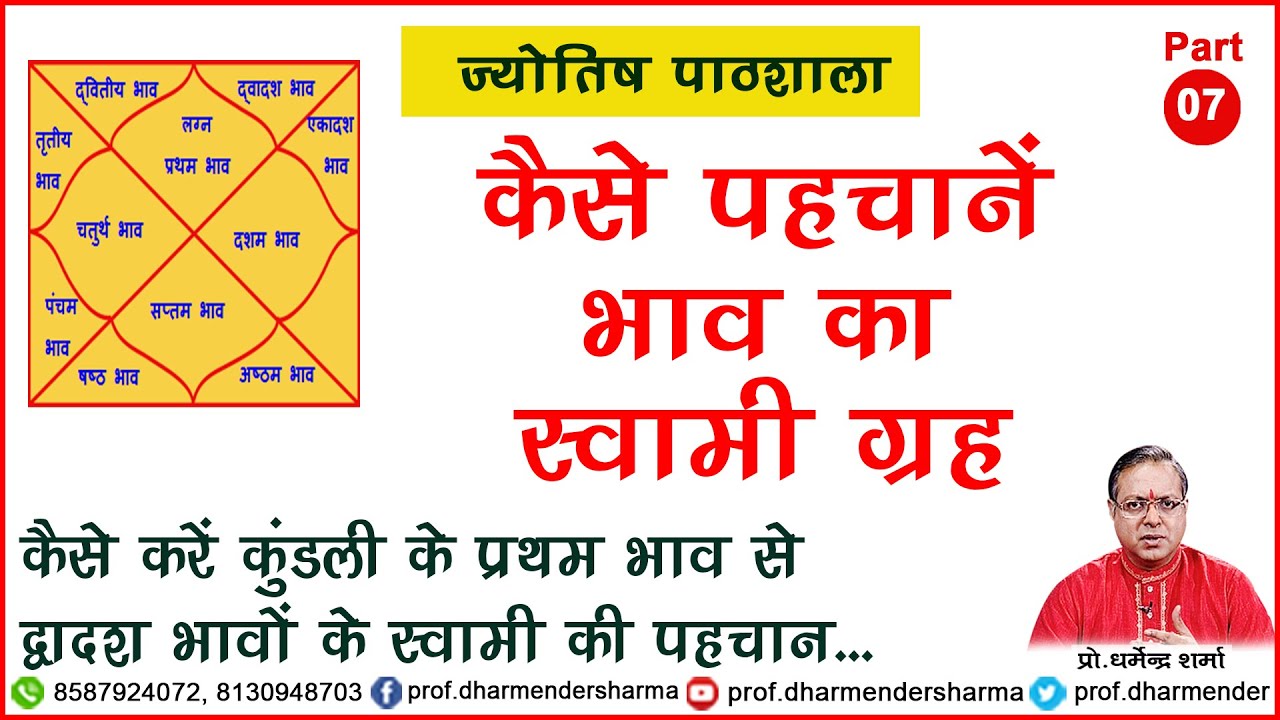 ज्योतिष पाठशाला
Part
07
द्वितीय भाव
द्वादश भाव
लग्न
प्रथम भाव
एकादश
भाव
तृतीय
भाव
चतुर्थ भाव
दशम भाव
पंचम
भाव
सप्तम भाव
षष्ठ भाव
अष्ठम भाव
कैसे पहचानें
भाव का
स्वामी ग्रह
कैसे करें कुंडली के प्रथम भाव से
द्वादश भावों के स्वामी की पहचान...
प्रो.धर्मेन्द्र शर्मा
8587924072, 8130948703 prof.dharmendersharma prof.dharmendersharma prof.dharmender